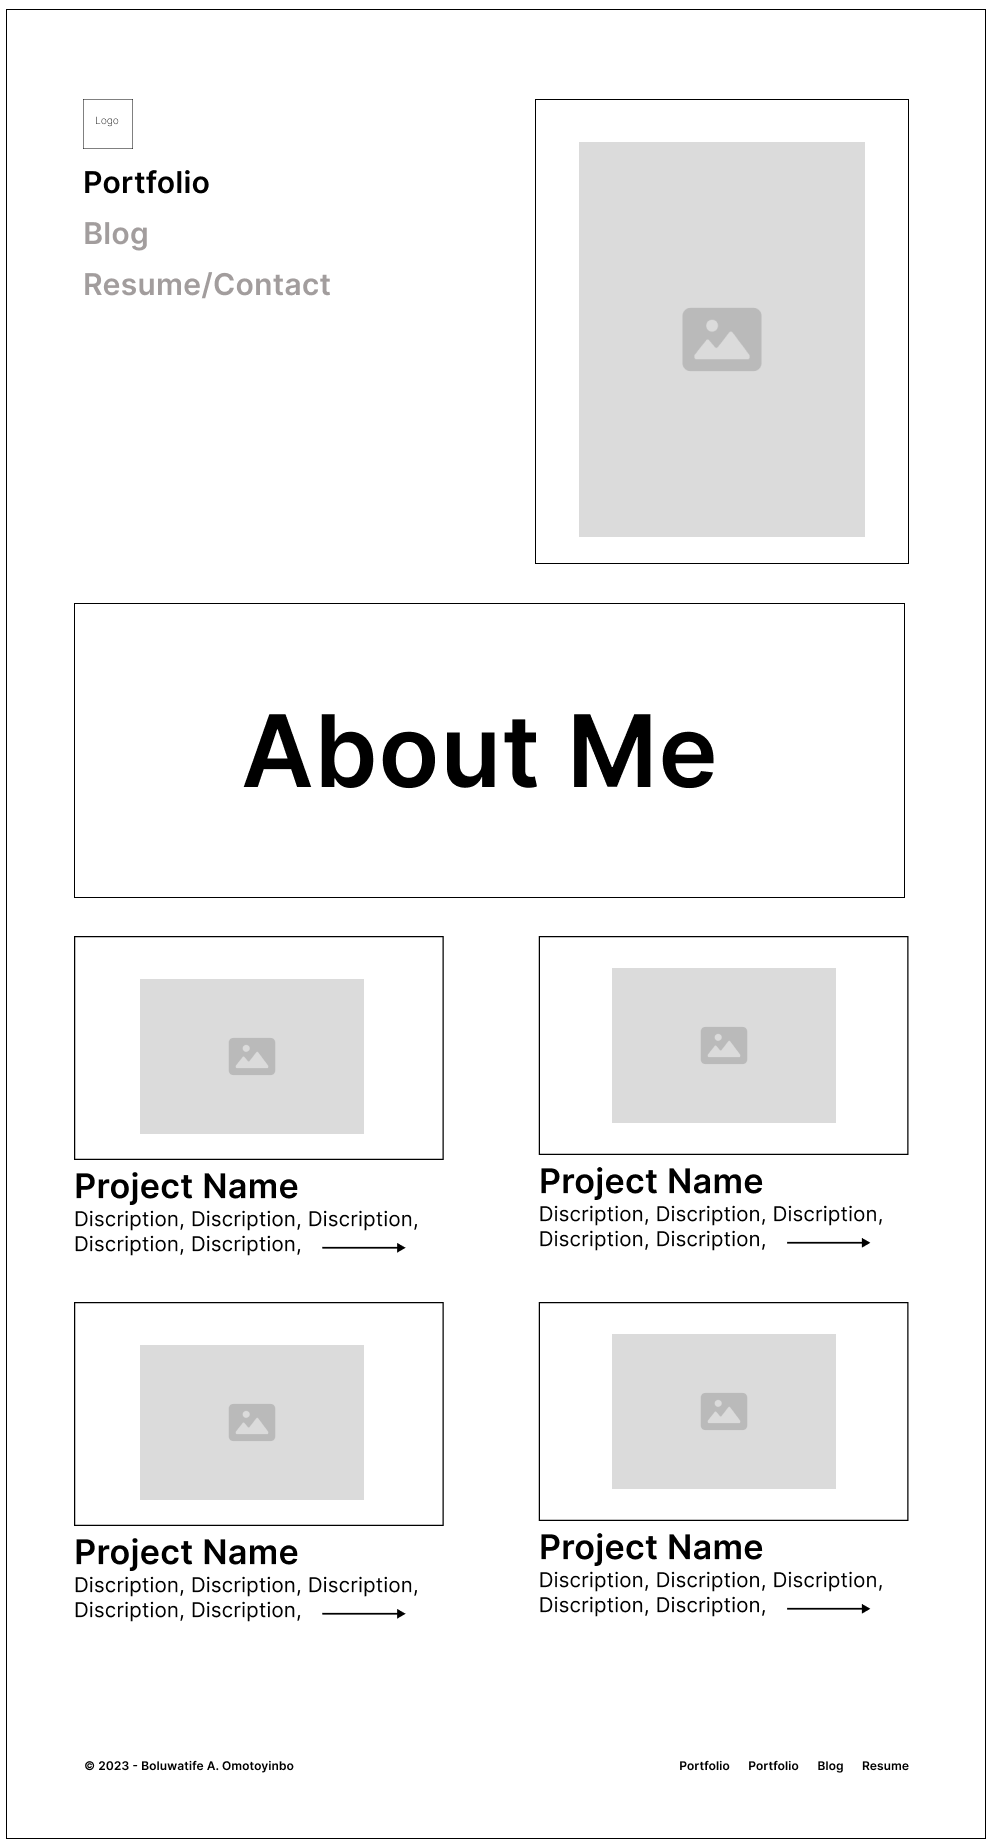 Logo
Portfolio
Blog
Resume/Contact
About Me
Project Name
Discription, Discription, Discription,
Discription, Discription,
Project Name
Discription, Discription, Discription,
Discription, Discription,
Project Name
Discription, Discription, Discription,
Discription, Discription,
Project Name
Discription, Discription, Discription,
Discription, Discription,
© 2023 - Boluwatife A. Omotoyinbo
Portfolio Portfolio Blog Resume